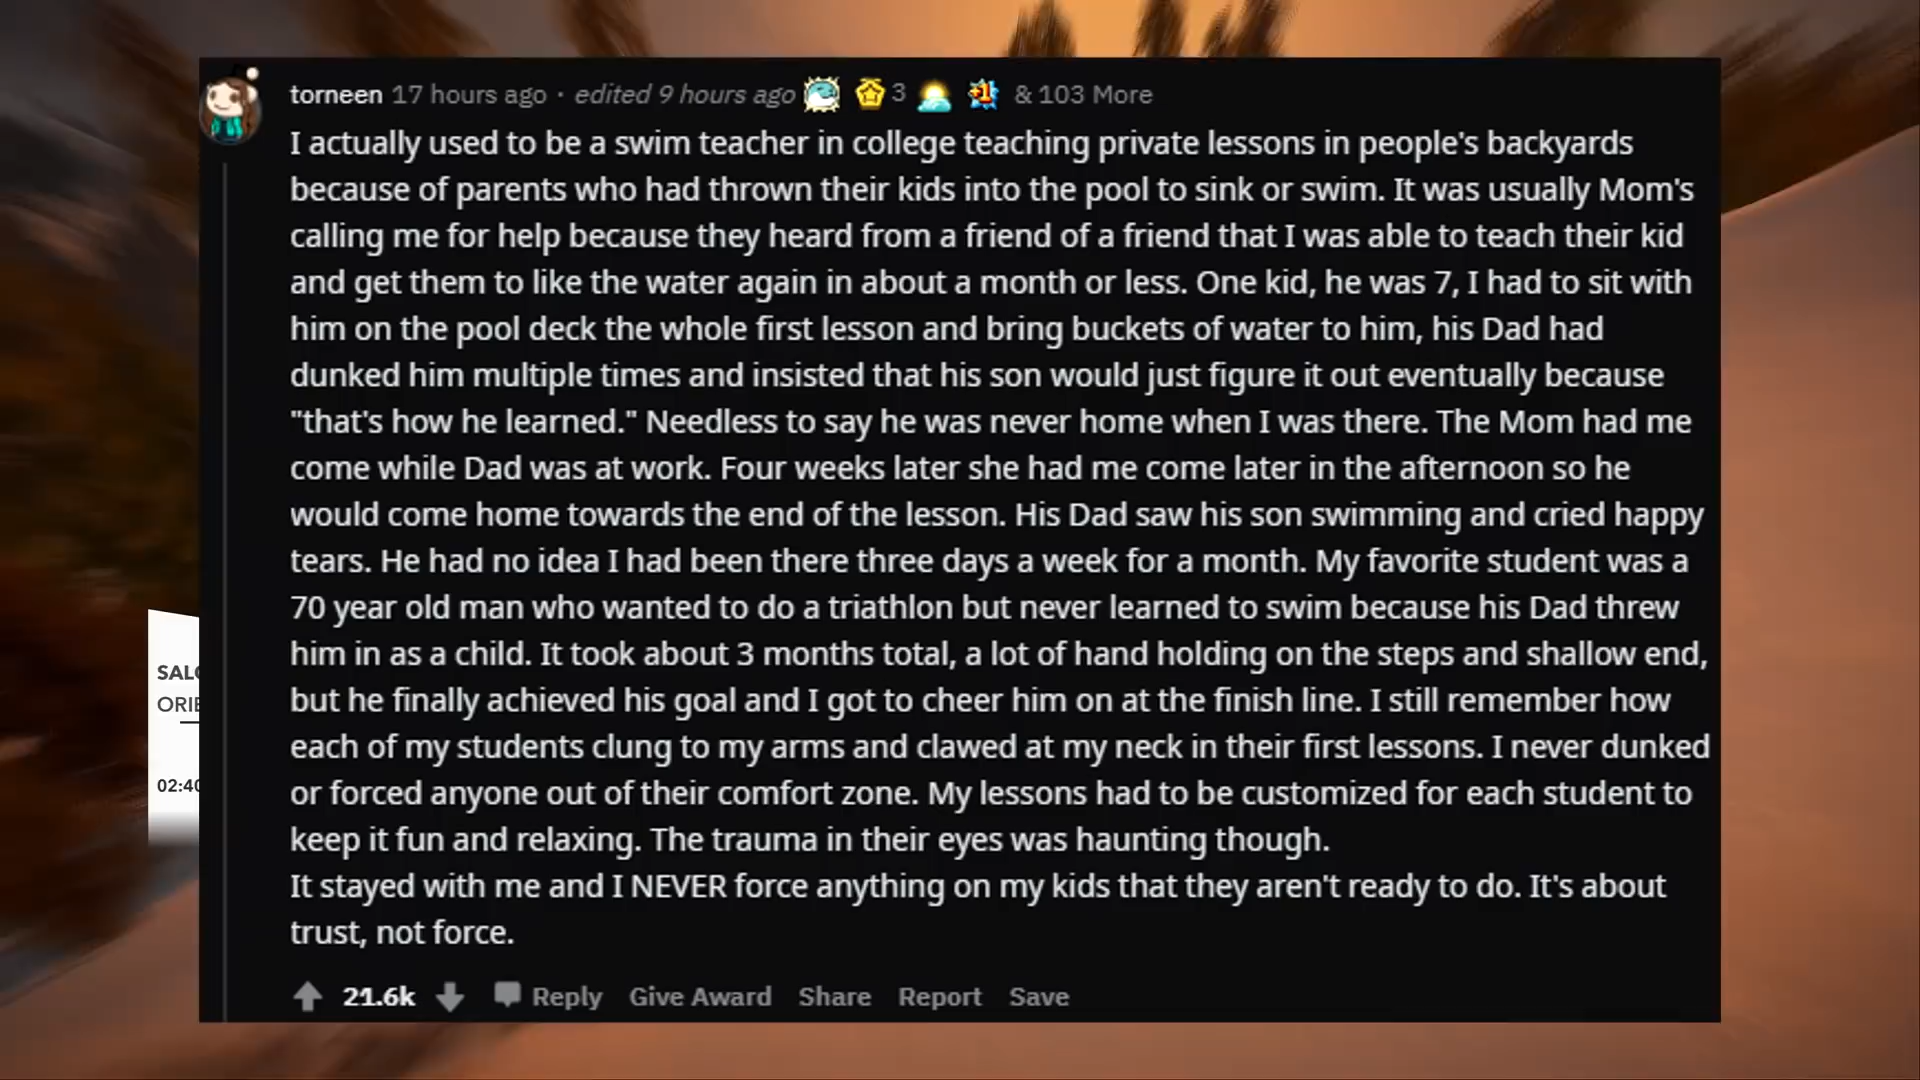 torneen 17 hours ago · edited 9 hours ago 3 +1 & 103 More
I actually used to be a swim teacher in college teaching private lessons in people's backyards
because of parents who had thrown their kids into the pool to sink or swim. It was usually Mom's
calling me for help because they heard from a friend of a friend that I was able to teach their kid
and get them to like the water again in about a month or less. One kid, he was 7, I had to sit with
him on the pool deck the whole first lesson and bring buckets of water to him, his Dad had
dunked him multiple times and insisted that his son would just figure it out eventually because
"that's how he learned." Needless to say he was never home when I was there. The Mom had me
come while Dad was at work. Four weeks later she had me come later in the afternoon so he
would come home towards the end of the lesson. His Dad saw his son swimming and cried happy
tears. He had no idea I had been there three days a week for a month. My favorite student was a
70 year old man who wanted to do a triathlon but never learned to swim because his Dad threw
him in as a child. It took about 3 months total, a lot of hand holding on the steps and shallow end,
but he finally achieved his goal and I got to cheer him on at the finish line. I still remember how
each of my students clung to my arms and clawed at my neck in their first lessons. I never dunked
or forced anyone out of their comfort zone. My lessons had to be customized for each student to
keep it fun and relaxing. The trauma in their eyes was haunting though.
It stayed with me and I NEVER force anything on my kids that they aren't ready to do. It's about
trust, not force.
21.6k Reply Give Award Share Report Save
02:40